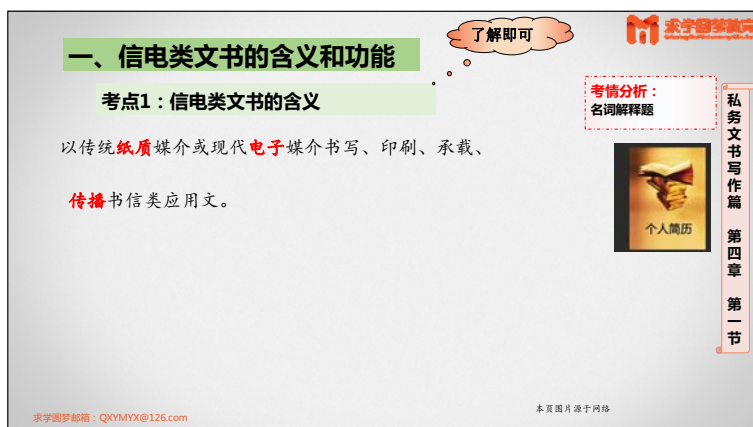 了解即可
一、信电类文书的含义和功能
考点1：信电类文书的含义
考情分析：
名词解释题
以传统纸质媒介或现代电子媒介书写、印刷、承载、
传播书信类应用文。
个人简历
私务文书写作篇 第四章 第一节
本页图片源于网络
求学圆梦邮箱：QXYMYX@126.com
求学圆梦教育